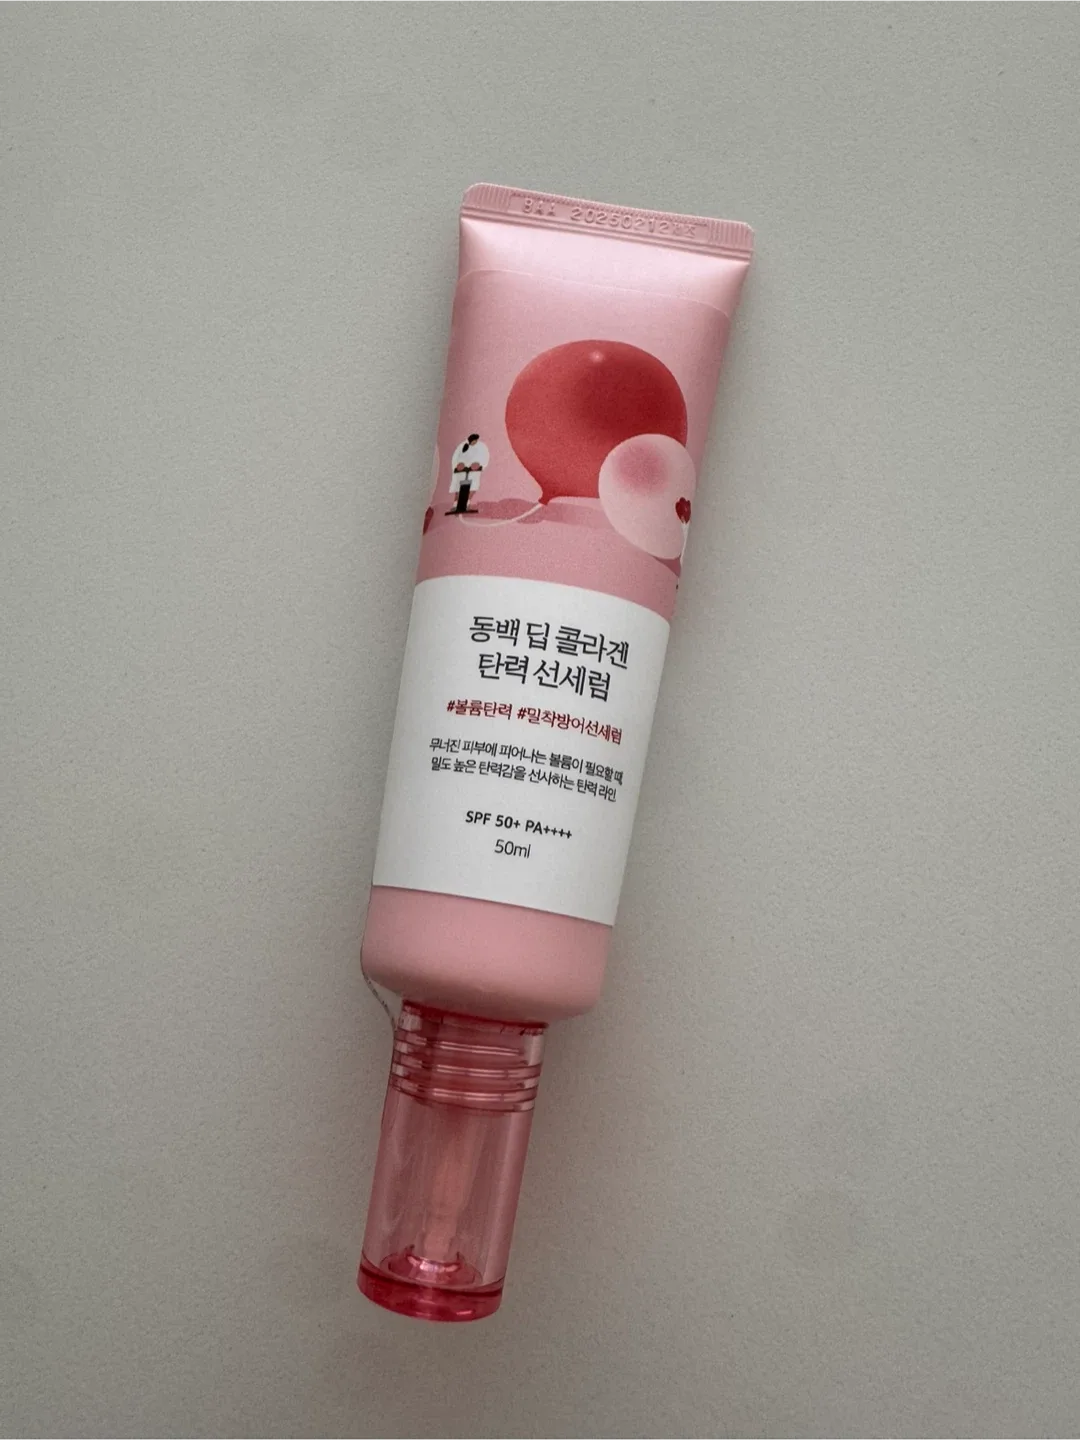 동백 딥 콜라겐
탄력 선세럼
#볼륨탄력 #밀착방어선세럼
무너진 피부에 피어나는 볼륨이 필요할 때,
밀도 높은 탄력감을 선사하는 탄력 라인
SPF 50+ PA++++
50ml